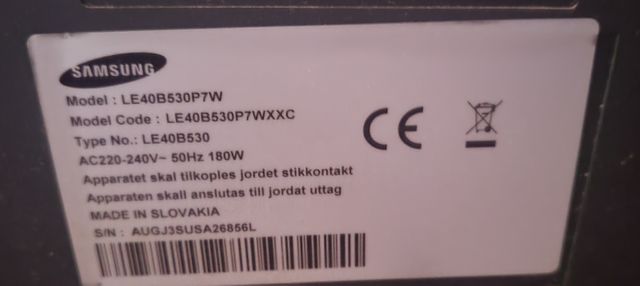 SAMSUNG
Model : LE40B530P7W
Model Code : LE40B530P7WXXC
Type No.: LE40B530
AC220-240V~ 50Hz 180W
Apparatet skal tilkoples jordet stikkontakt
Apparaten skall anslutas till jordat uttag
MADE IN SLOVAKIA
S/N : AUGJ3SUSA26856L
CE